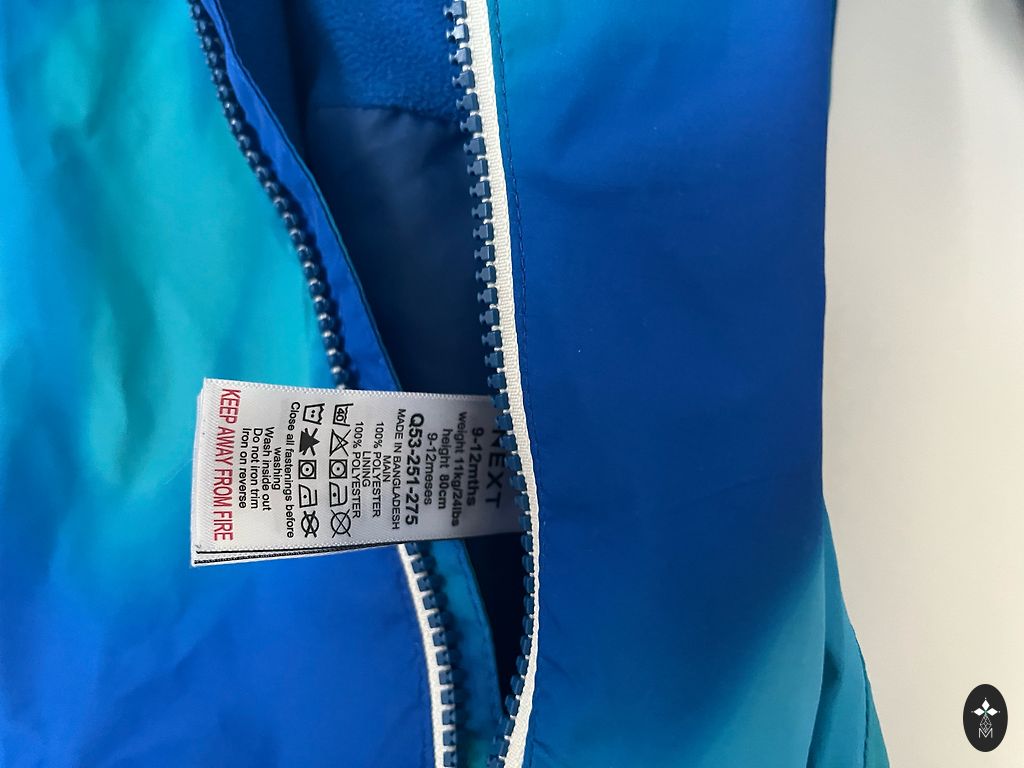 NEXT
9-12mths
weight 11kg/24lbs
height 80cm
9-12meses
Q53-251-275
MADE IN BANGLADESH
MAIN
100% POLYESTER
LINING
100% POLYESTER
40
Close all fastenings before
washing
Wash inside out
Do not iron trim
Iron on reverse
KEEP AWAY FROM FIRE
M